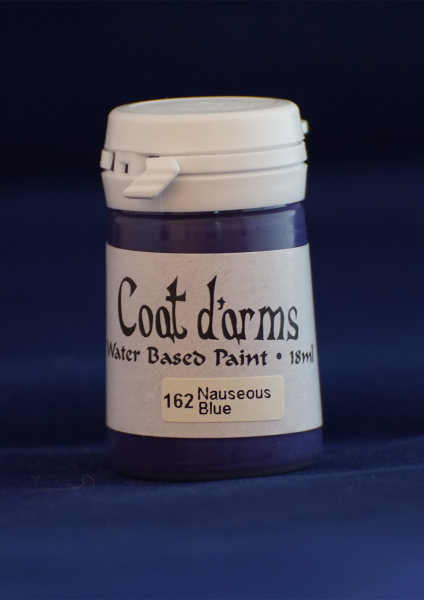 Coat d'arms
Water Based Paint • 18ml
162 Nauseous
Blue